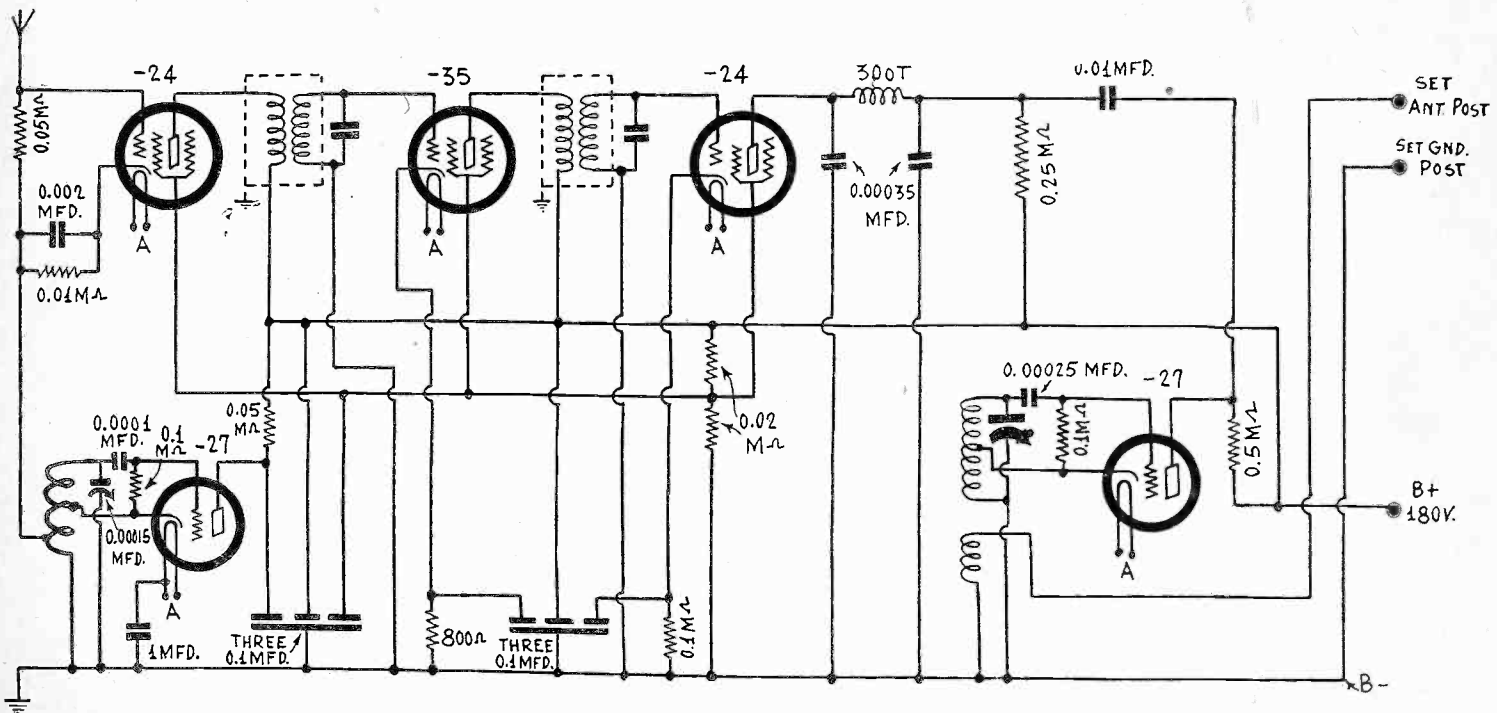 -24
-35
-24
300T
0.01MFD.
SET
ANT. POST
SET GND.
POST
0.05MΩ
0.002
MFD.
A
A
A
0.01MΩ
0.00035
MFD.
0.25MΩ
0.00025 MFD.
-27
0.0001
MFD.
0.1
MΩ
-27
0.05
MΩ
0.02
MΩ
0.1MΩ
0.5MΩ
B+
180V.
0.00015
MFD.
A
A
1MFD.
THREE
0.1MFD.
800Ω
THREE
0.1MFD.
0.1MΩ
B-